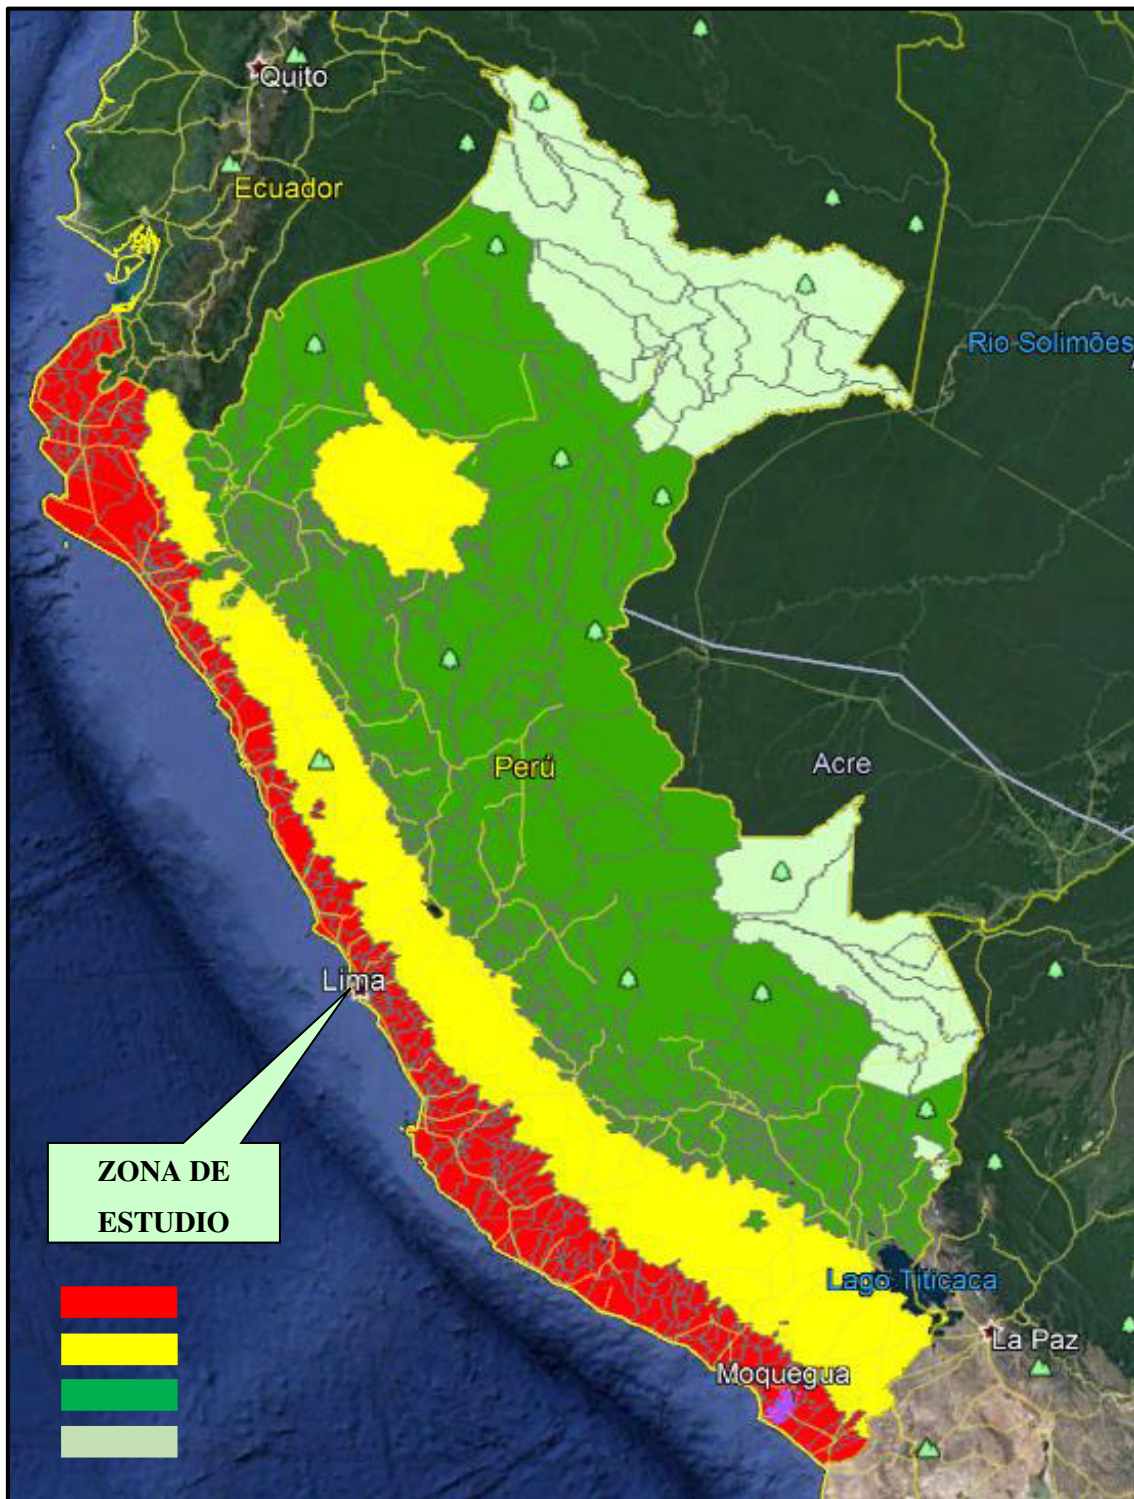 Quito
Ecuador
Rio Solimões
Perú
Acre
Lima
ZONA DE
ESTUDIO
Lago Titicaca
La Paz
Moquegua